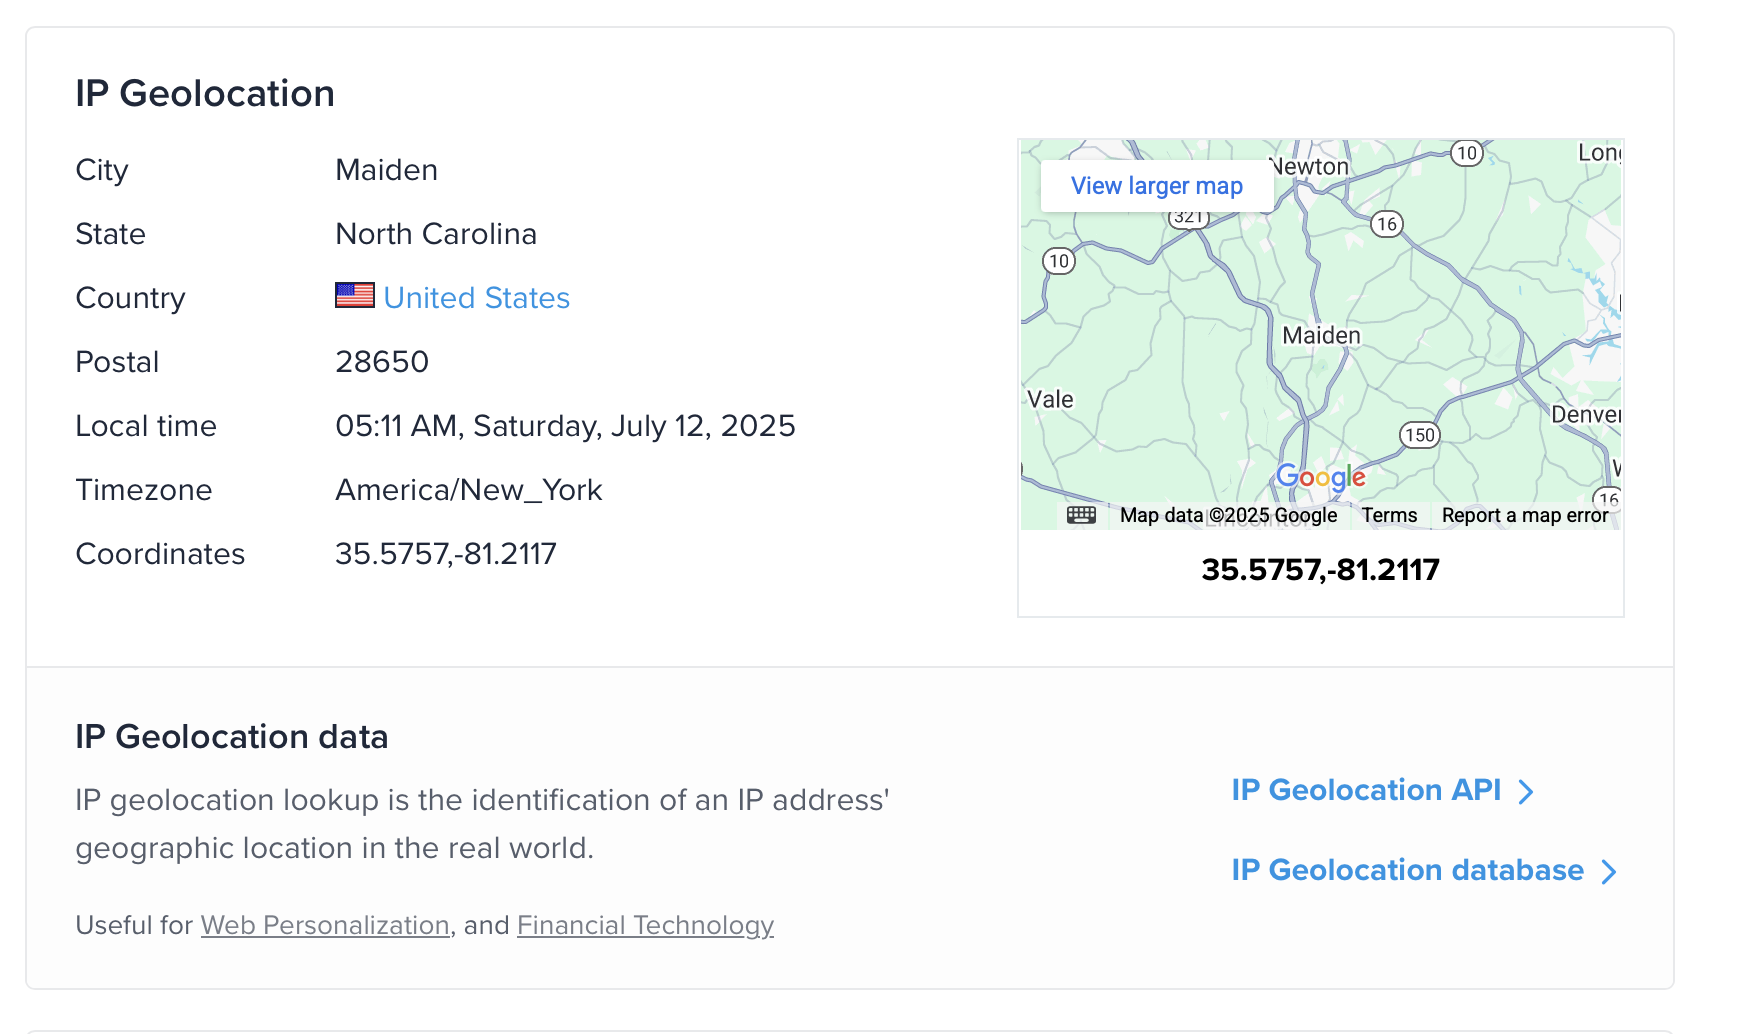 IP Geolocation
City Maiden
State North Carolina
Country United States
Postal 28650
Local time 05:11 AM, Saturday, July 12, 2025
Timezone America/New_York
Coordinates 35.5757,-81.2117
View larger map
Newton
10
321
16
10
Maiden
Vale
150
16
Google
Map data ©2025 Google Terms Report a map error
35.5757,-81.2117
IP Geolocation data
IP geolocation lookup is the identification of an IP address'
geographic location in the real world.
Useful for Web Personalization, and Financial Technology
IP Geolocation API
IP Geolocation database